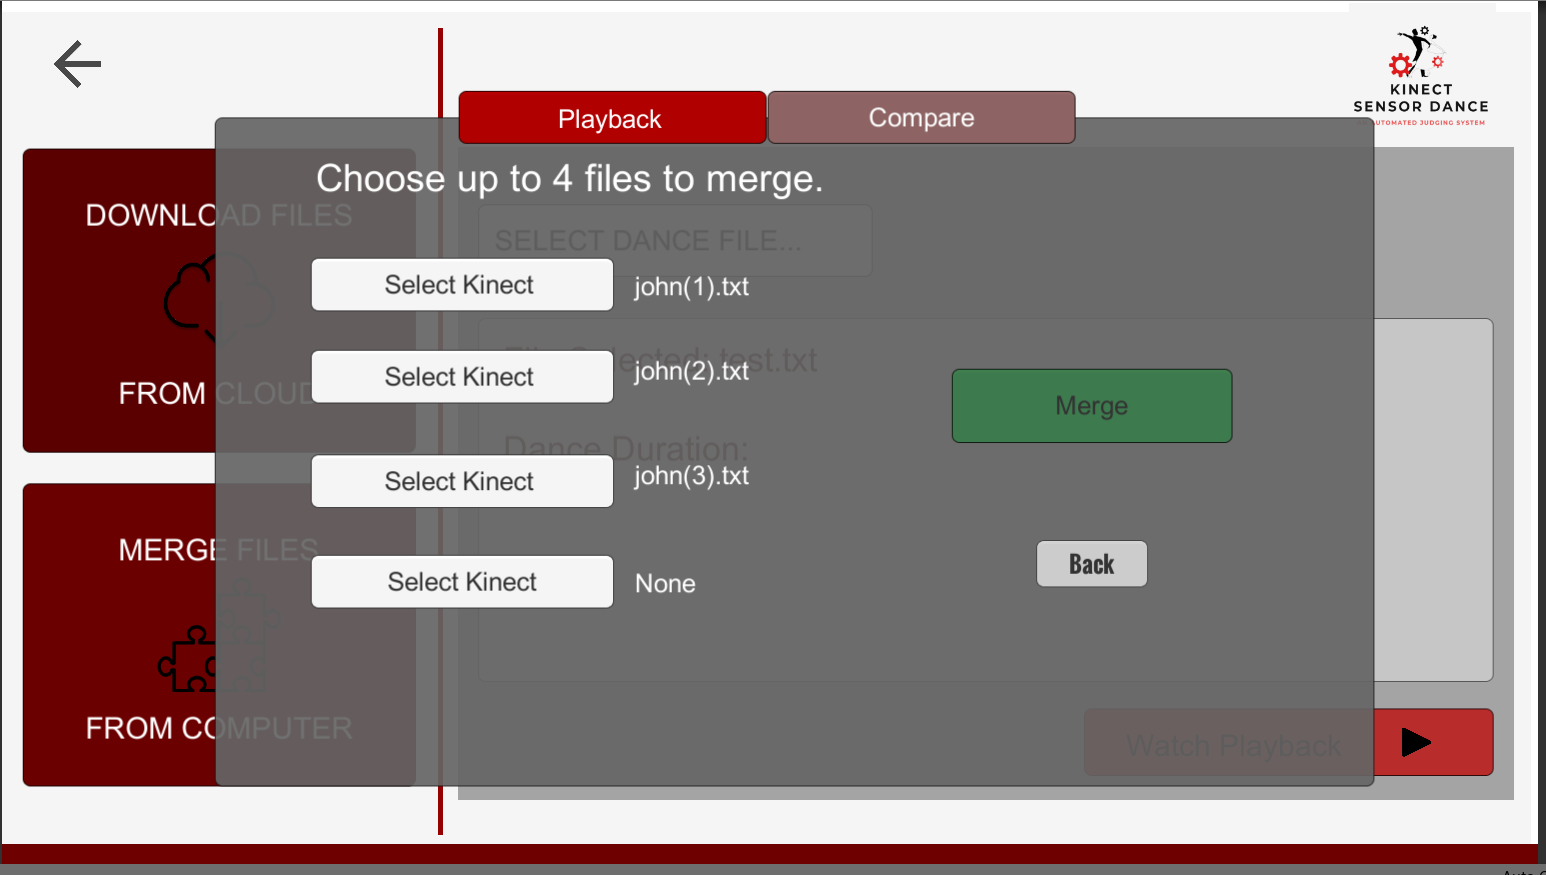 KINECT
SENSOR DANCE
AUTOMATED JUDGING SYSTEM
Playback
Compare
Choose up to 4 files to merge.
DOWNLOAD FILES
FROM CLOUD
SELECT DANCE FILE...
File Selected: test.txt
Dance Duration:
Select Kinect john(1).txt
Select Kinect john(2).txt
Select Kinect john(3).txt
Select Kinect None
Merge
Back
MERGE FILES
FROM COMPUTER
Watch Playback